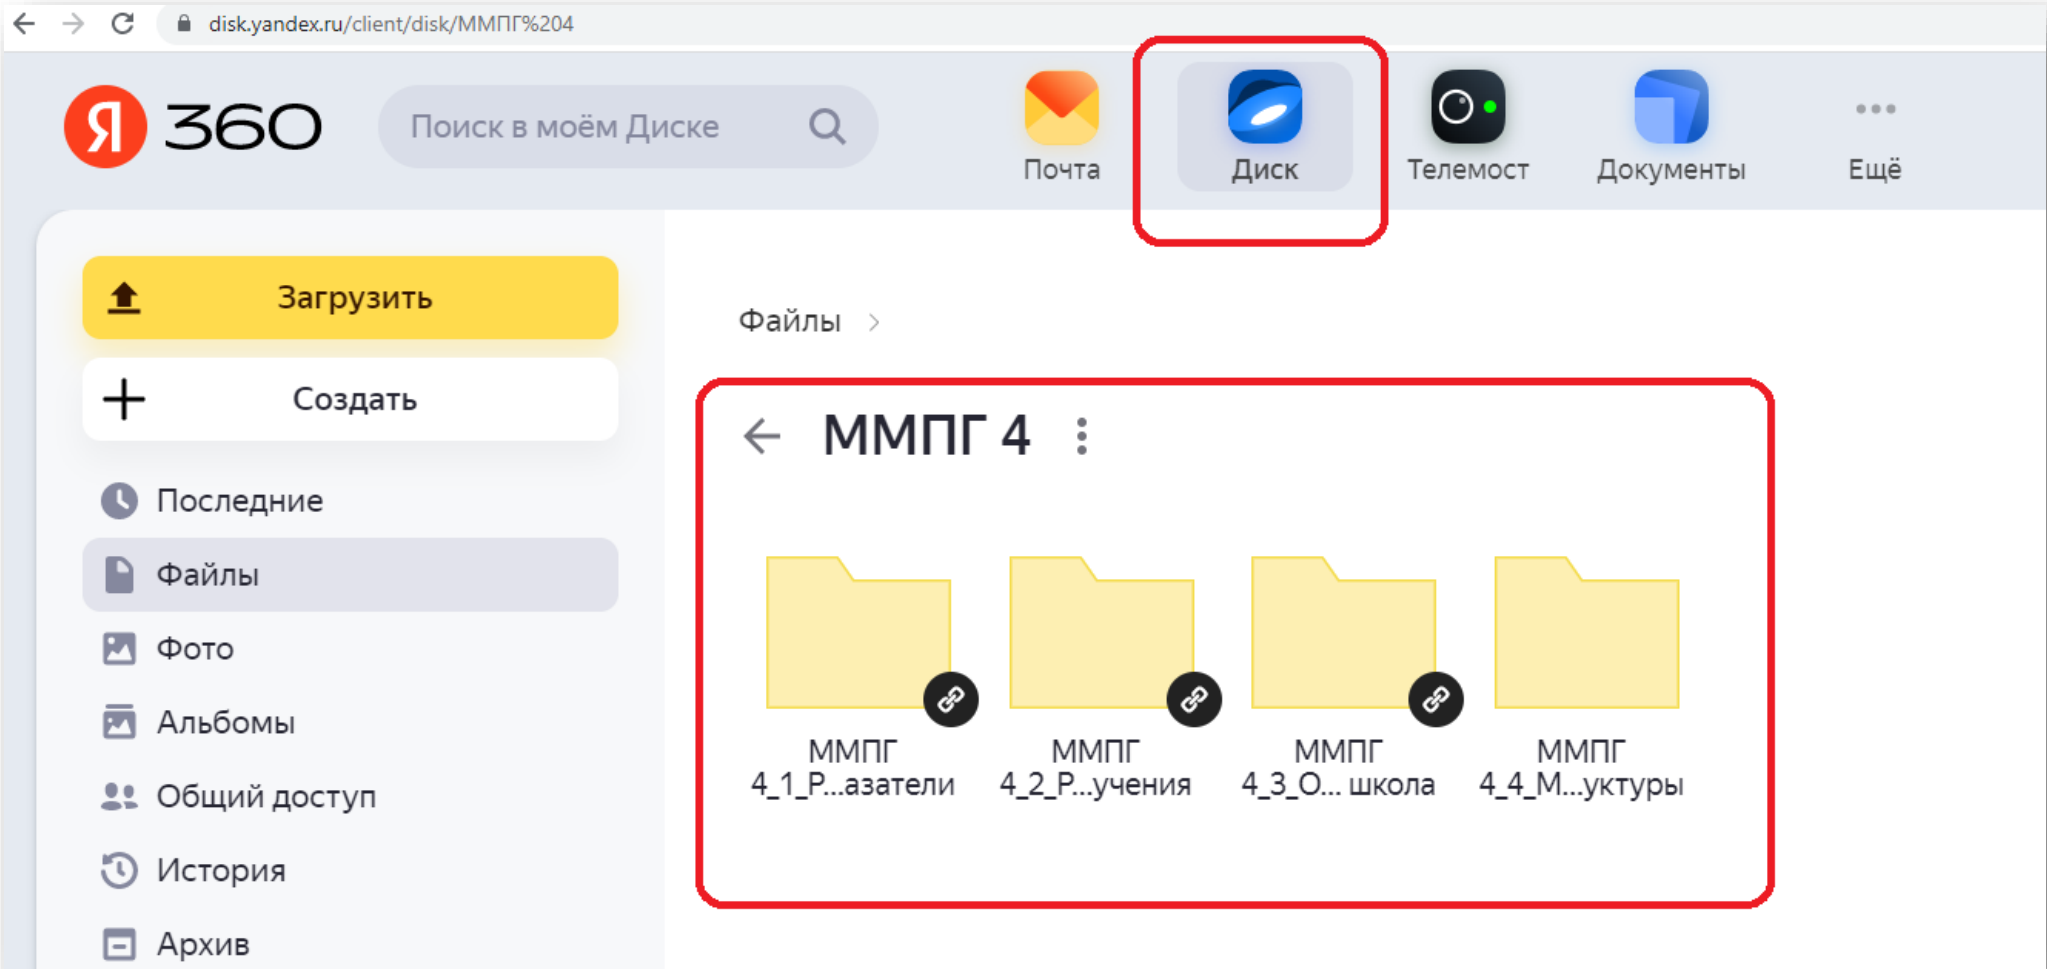 disk.yandex.ru/client/disk/ММПГ%204
Я 360
Поиск в моём Диске
Почта
Диск
Телемост
Документы
Ещё
Загрузить
Создать
Последние
Файлы
Фото
Альбомы
Общий доступ
История
Архив
Файлы
ММПГ 4
ММПГ
4_1_Р...азатели
ММПГ
4_2_Р...учения
ММПГ
4_3_О... школа
ММПГ
4_4_М...уктуры